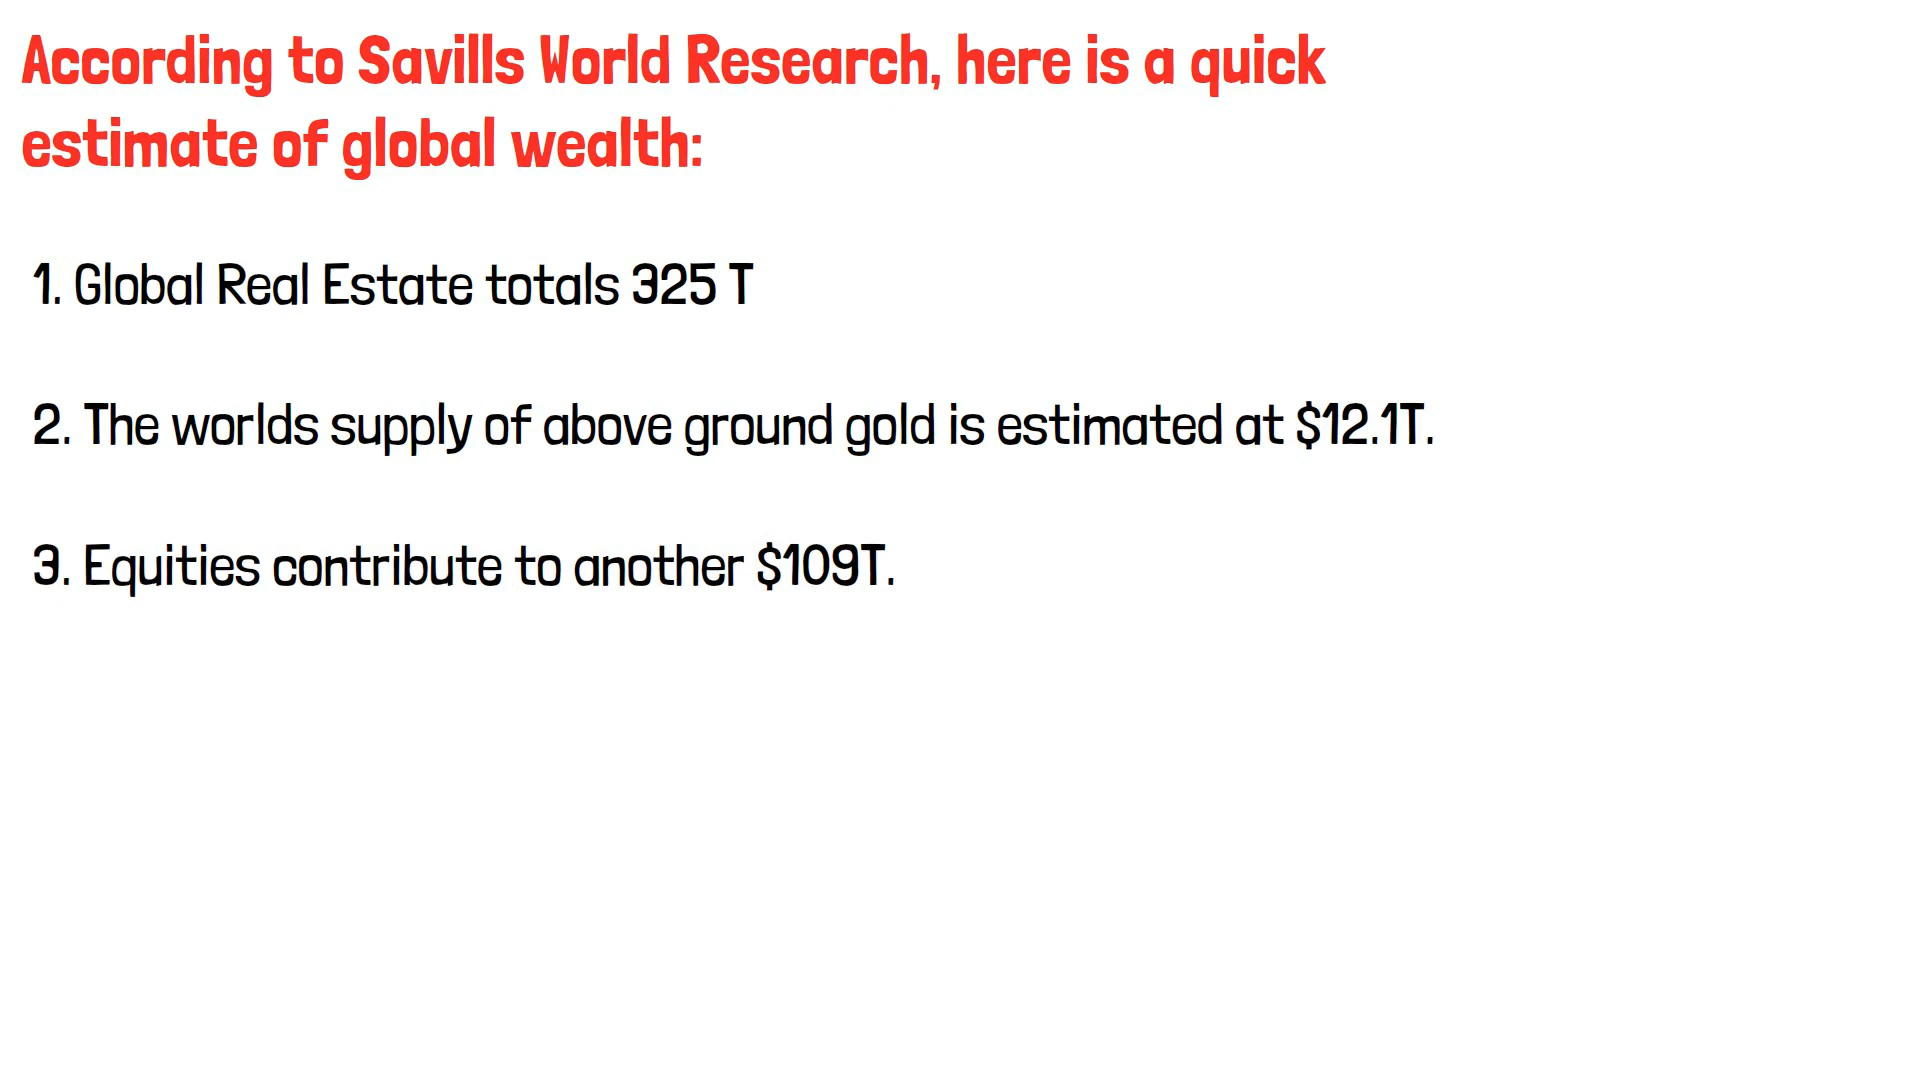 According to Savills World Research, here is a quick
estimate of global wealth:
1. Global Real Estate totals 325 T
2. The worlds supply of above ground gold is estimated at $12.1T.
3. Equities contribute to another $109T.